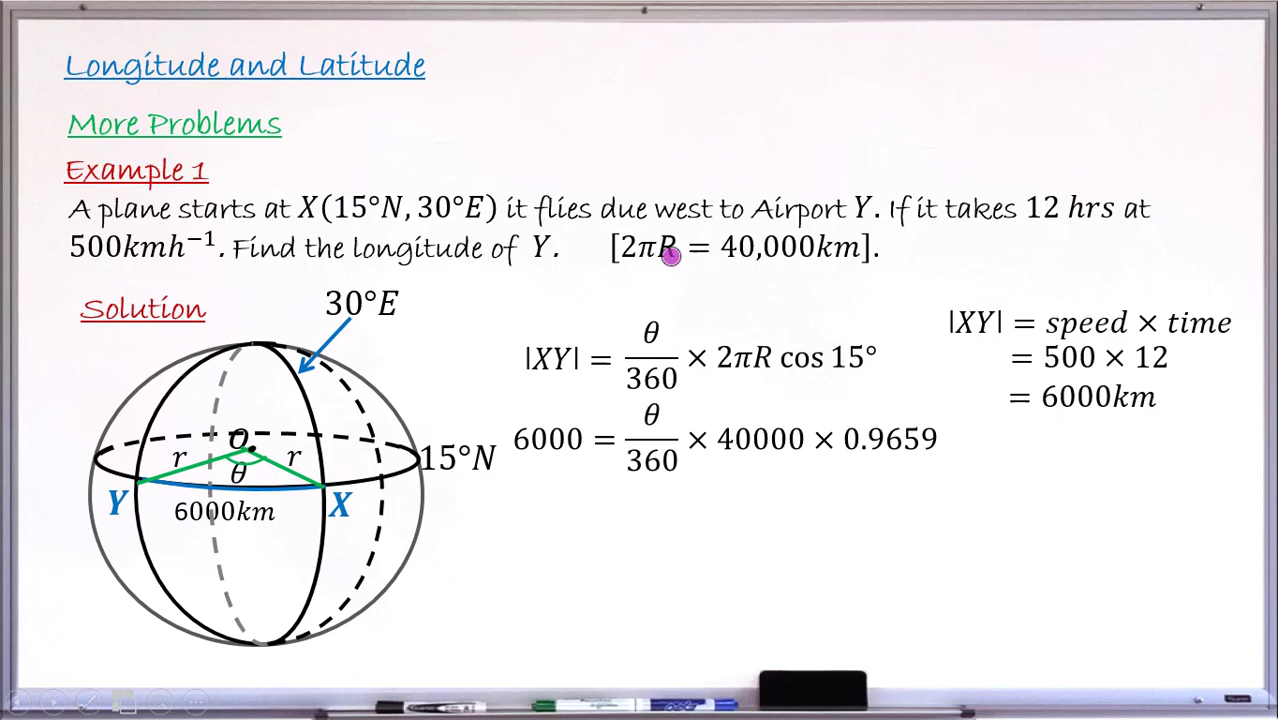 Longitude and Latitude
More Problems
Example 1
A plane starts at X(15°N, 30°E) it flies due west to Airport Y. If it takes 12 hrs at
500kmh⁻¹. Find the longitude of Y. [2πR = 40,000km].
Solution
30°E
|XY| = θ/360 × 2πR cos 15°
6000 = θ/360 × 40000 × 0.9659
|XY| = speed × time
= 500 × 12
= 6000km
O
r
r
θ
15°N
Y
X
6000km